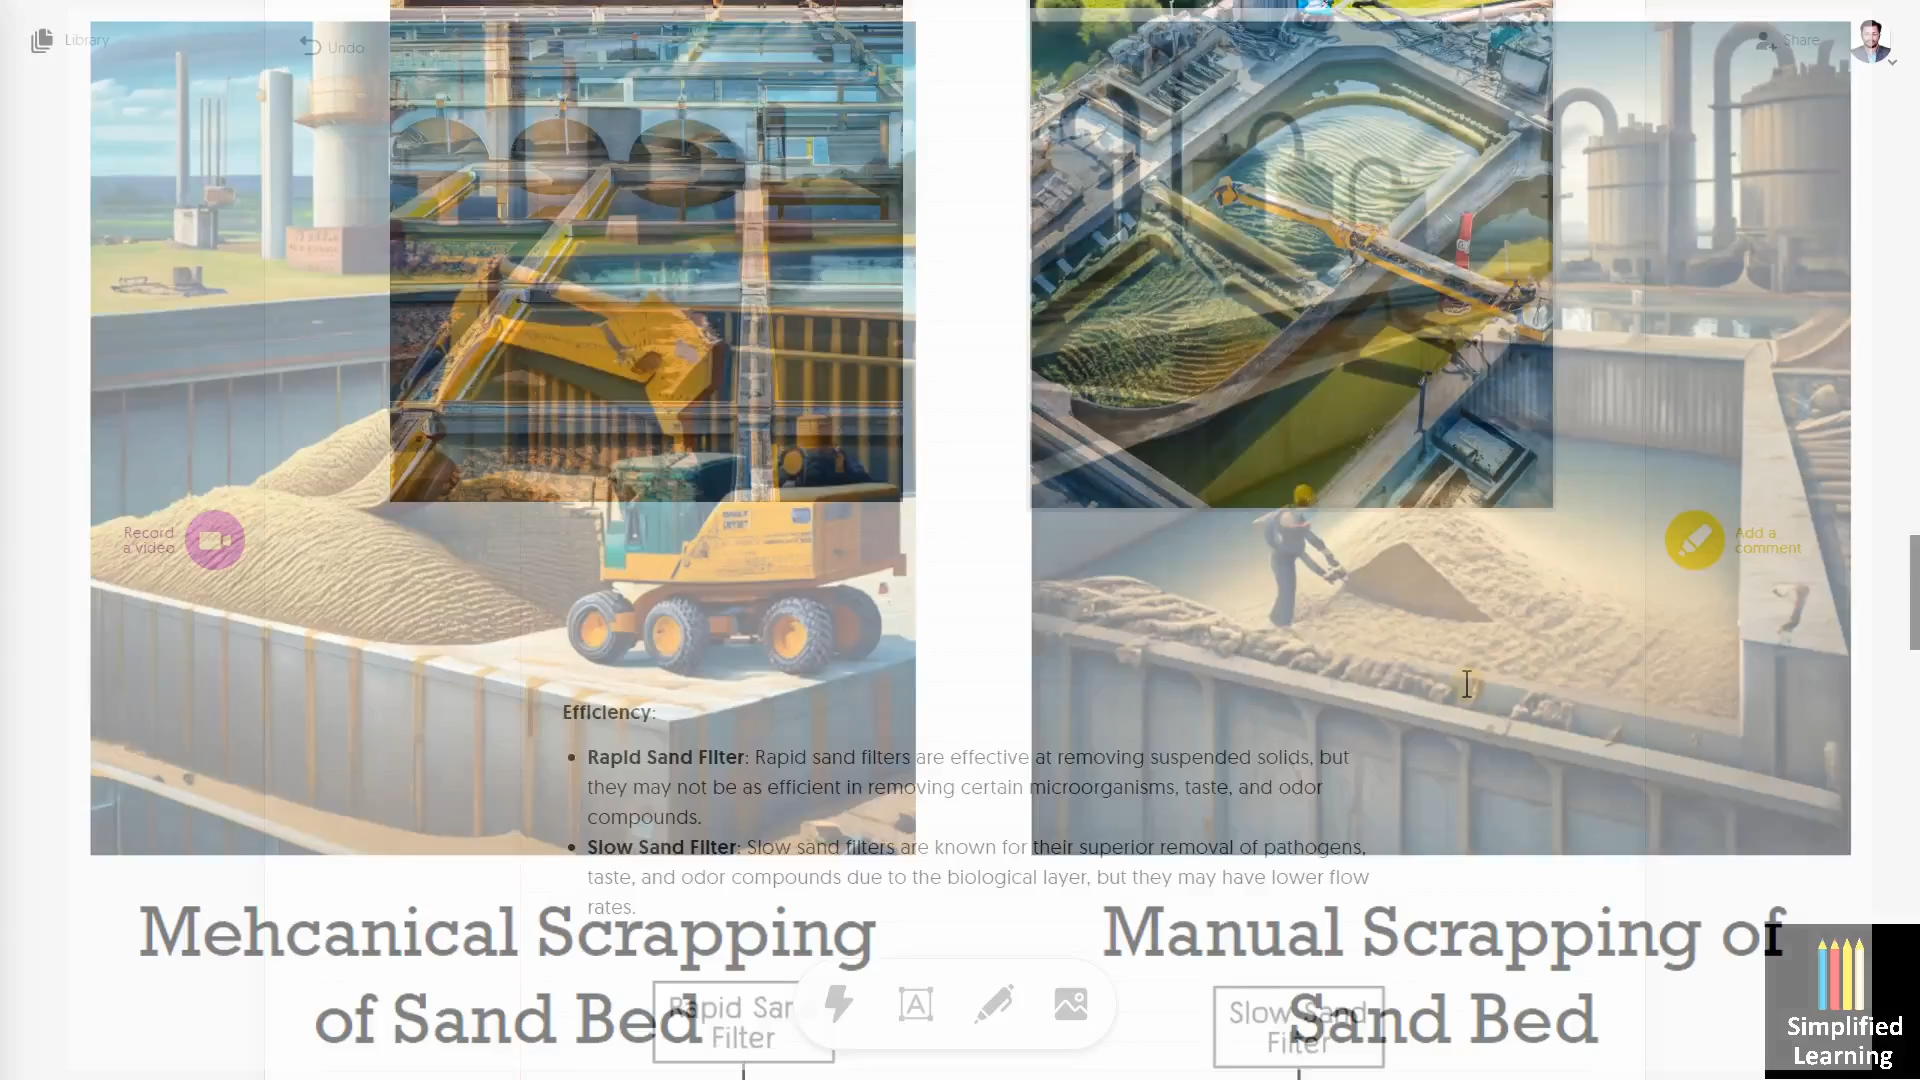 Library
Undo
Share
Record
a video
Add a
comment
Efficiency:
• Rapid Sand Filter: Rapid sand filters are effective at removing suspended solids, but
they may not be as efficient in removing certain microorganisms, taste, and odor
compounds.
• Slow Sand Filter: Slow sand filters are known for their superior removal of pathogens,
taste, and odor compounds due to the biological layer, but they may have lower flow
rates.
Mehcanical Scrapping
of Sand Bed
Manual Scrapping of
Sand Bed
Rapid San
Filter
Slow Sand
Filter
A
Simplified
Learning